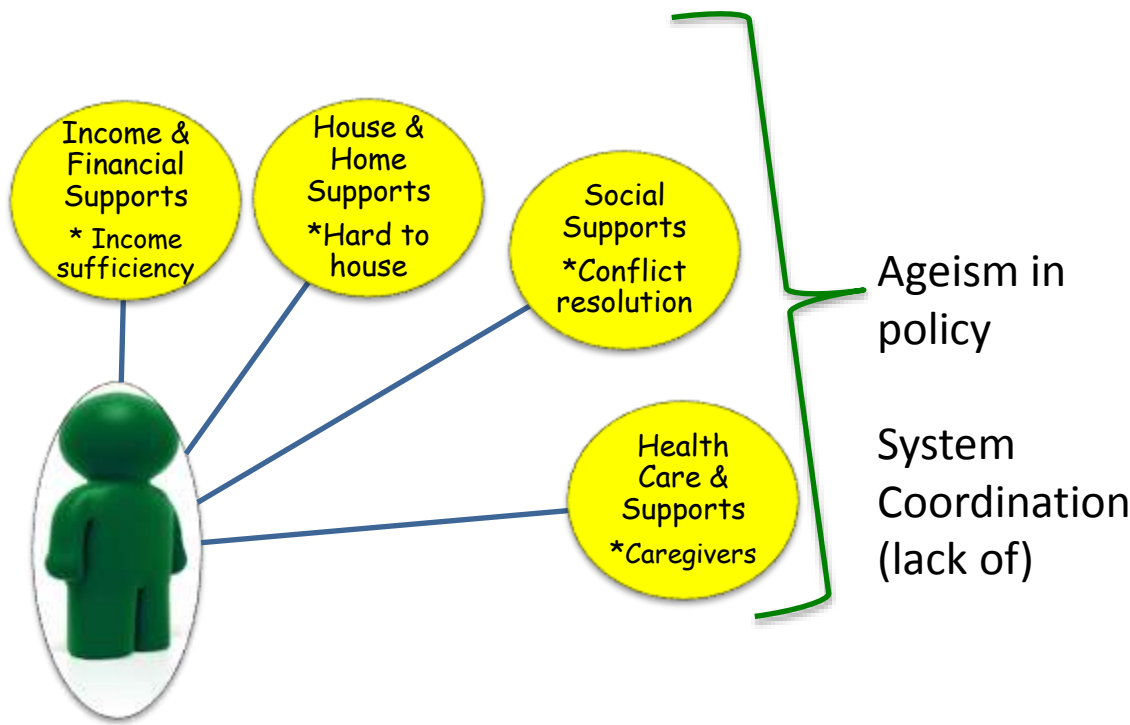 Income &
Financial
Supports
* Income
sufficiency
House &
Home
Supports
*Hard to
house
Social
Supports
*Conflict
resolution
Health
Care &
Supports
*Caregivers
Ageism in
policy
System
Coordination
(lack of)